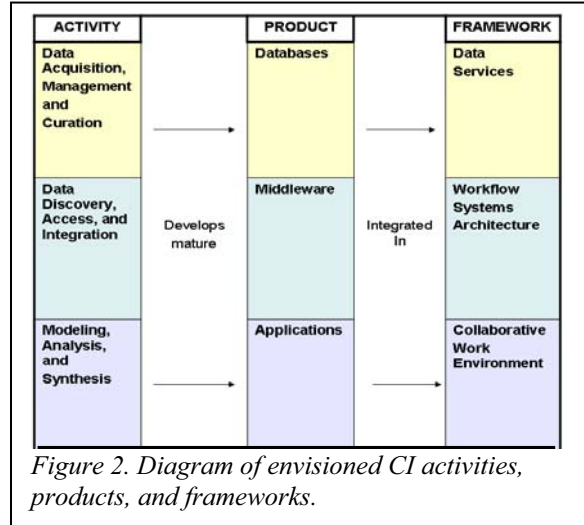 ACTIVITY
PRODUCT
FRAMEWORK
Data
Acquisition,
Management
and
Curation
Databases
Data
Services
Data
Discovery,
Access, and
Integration
Develops
mature
Middleware
Integrated
In
Workflow
Systems
Architecture
Modeling,
Analysis,
and
Synthesis
Applications
Collaborative
Work
Environment
Figure 2. Diagram of envisioned CI activities,
products, and frameworks.